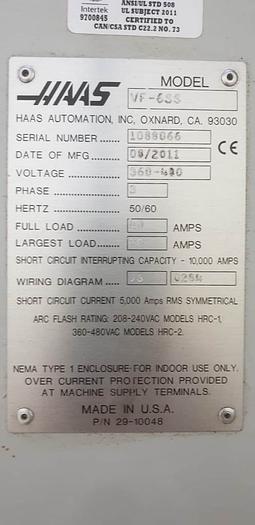 ANSI/UL STD 508
Intertek UL SUBJECT 2011
9700845 CERTIFIED TO
CAN/CSA STD C22.2 NO. 73
HAAS MODEL VF-6SS
HAAS AUTOMATION, INC, OXNARD, CA. 93030
SERIAL NUMBER ......... 1088066
DATE OF MFG ............ 08/2011 CE
VOLTAGE ................... 360-480
PHASE ....................... 3
HERTZ ....................... 50/60
FULL LOAD ................ AMPS
LARGEST LOAD.......... AMPS
SHORT CIRCUIT INTERRUPTING CAPACITY - 10,000 AMPS
WIRING DIAGRAM .......
SHORT CIRCUIT CURRENT 5,000 Amps RMS SYMMETRICAL
ARC FLASH RATING: 208-240VAC MODELS HRC-1,
360-480VAC MODELS HRC-2.
NEMA TYPE 1 ENCLOSURE-FOR INDOOR USE ONLY.
OVER CURRENT PROTECTION PROVIDED
AT MACHINE SUPPLY TERMINALS.
MADE IN U.S.A.
P/N 29-10048